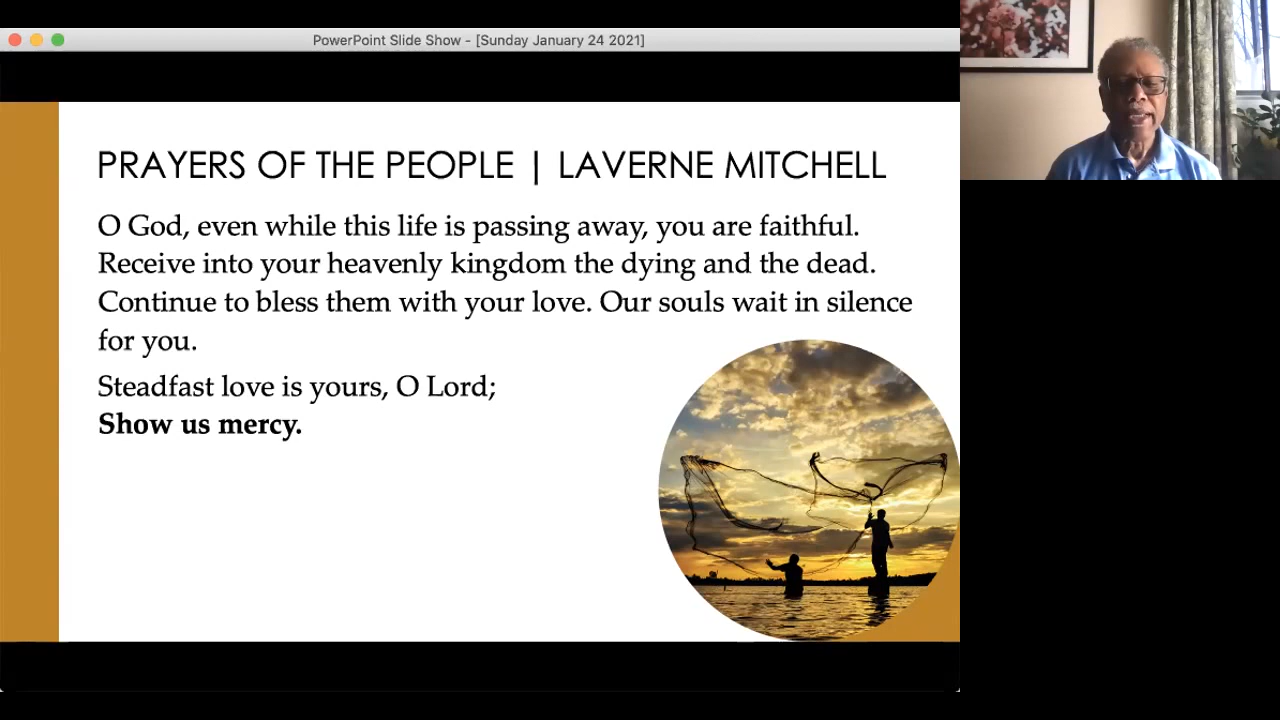 PowerPoint Slide Show - [Sunday January 24 2021]
PRAYERS OF THE PEOPLE | LAVERNE MITCHELL
O God, even while this life is passing away, you are faithful.
Receive into your heavenly kingdom the dying and the dead.
Continue to bless them with your love. Our souls wait in silence
for you.
Steadfast love is yours, O Lord;
Show us mercy.